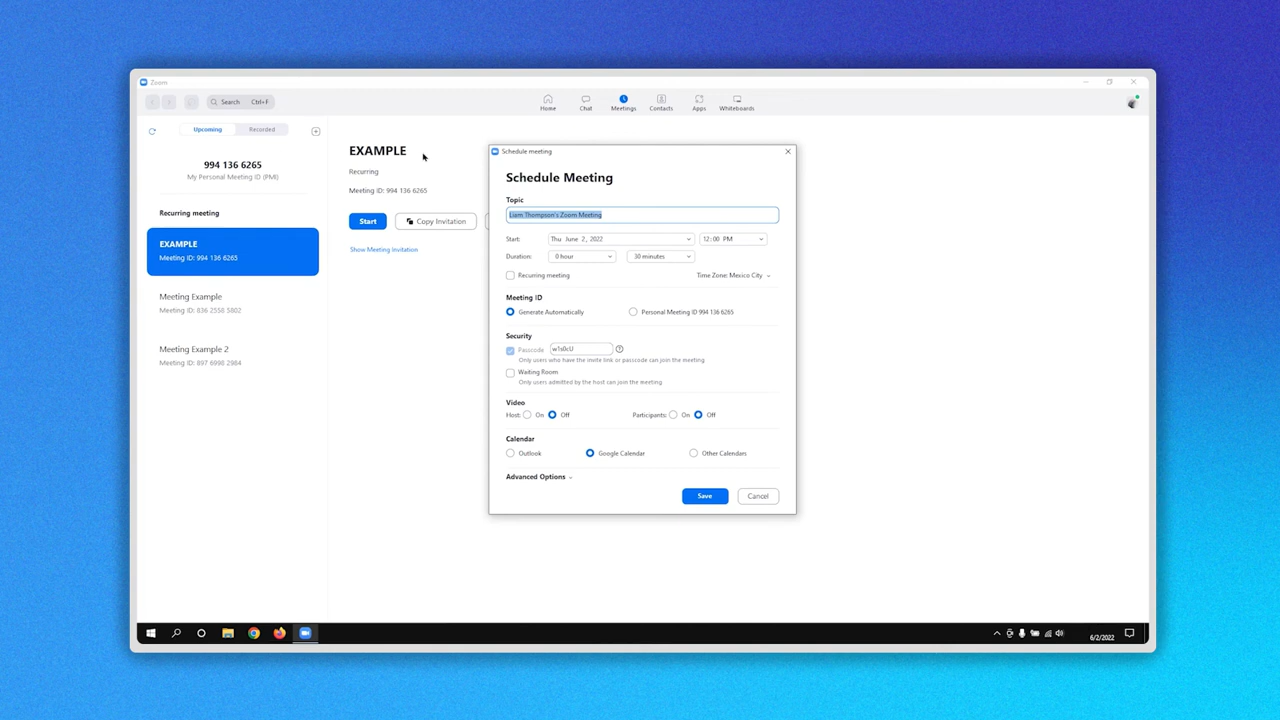 Zoom
Search Ctrl+F
Home
Chat
Meetings
Contacts
Apps
Whiteboards
Upcoming
Recorded
994 136 6265
My Personal Meeting ID (PMI)
Recurring meeting
EXAMPLE
Meeting ID: 994 136 6265
Meeting Example
Meeting ID: 836 2558 5802
Meeting Example 2
Meeting ID: 897 6998 2984
EXAMPLE
Recurring
Meeting ID: 994 136 6265
Start
Copy Invitation
Show Meeting Invitation
Schedule meeting
Schedule Meeting
Topic
Liam Thompson's Zoom Meeting
Start: Thu June 2, 2022 12:00 PM
Duration: 0 hour 30 minutes
Recurring meeting Time Zone: Mexico City
Meeting ID
Generate Automatically Personal Meeting ID 994 136 6265
Security
Passcode w1s0cU
Only users who have the invite link or passcode can join the meeting
Waiting Room
Only users admitted by the host can join the meeting
Video
Host: On Off Participants: On Off
Calendar
Outlook Google Calendar Other Calendars
Advanced Options
Save Cancel
6/2/2022